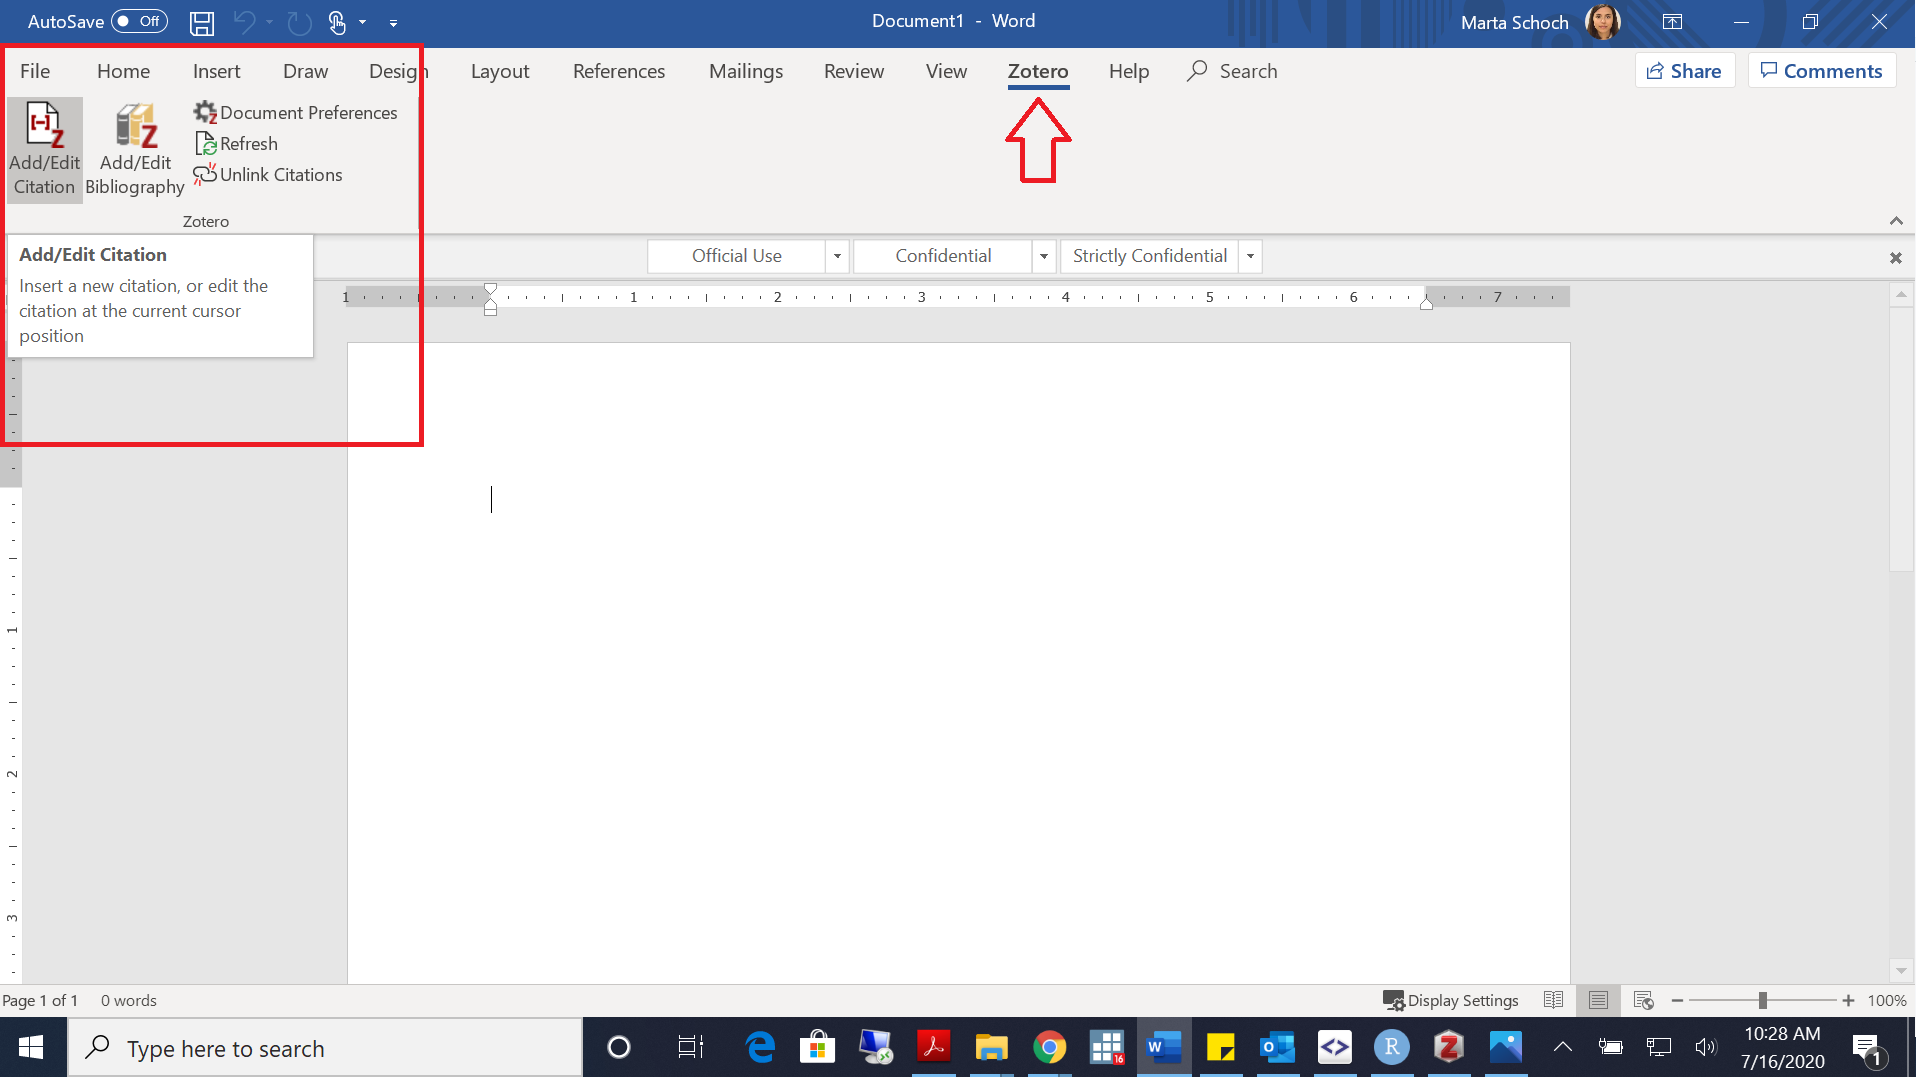 AutoSave Off
Document1 - Word
Marta Schoch
File Home Insert Draw Design Layout References Mailings Review View Zotero Help Search
Share Comments
Add/Edit
Citation
Add/Edit
Bibliography
Document Preferences
Refresh
Unlink Citations
Zotero
Add/Edit Citation
Insert a new citation, or edit the
citation at the current cursor
position
Official Use Confidential Strictly Confidential
1 1 2 3 4 5 6 7
1
2
3
Page 1 of 1 0 words
Display Settings
100%
Type here to search
16
10:28 AM
7/16/2020
1